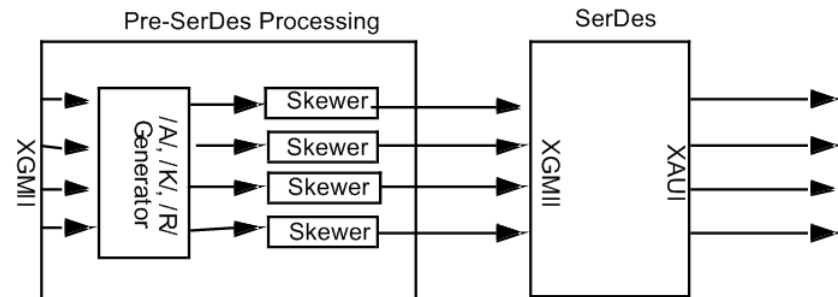 Pre-SerDes Processing
SerDes
XGMII
/A/, /K/, /R/
Generator
Skewer
Skewer
Skewer
Skewer
XGMII
XAUI